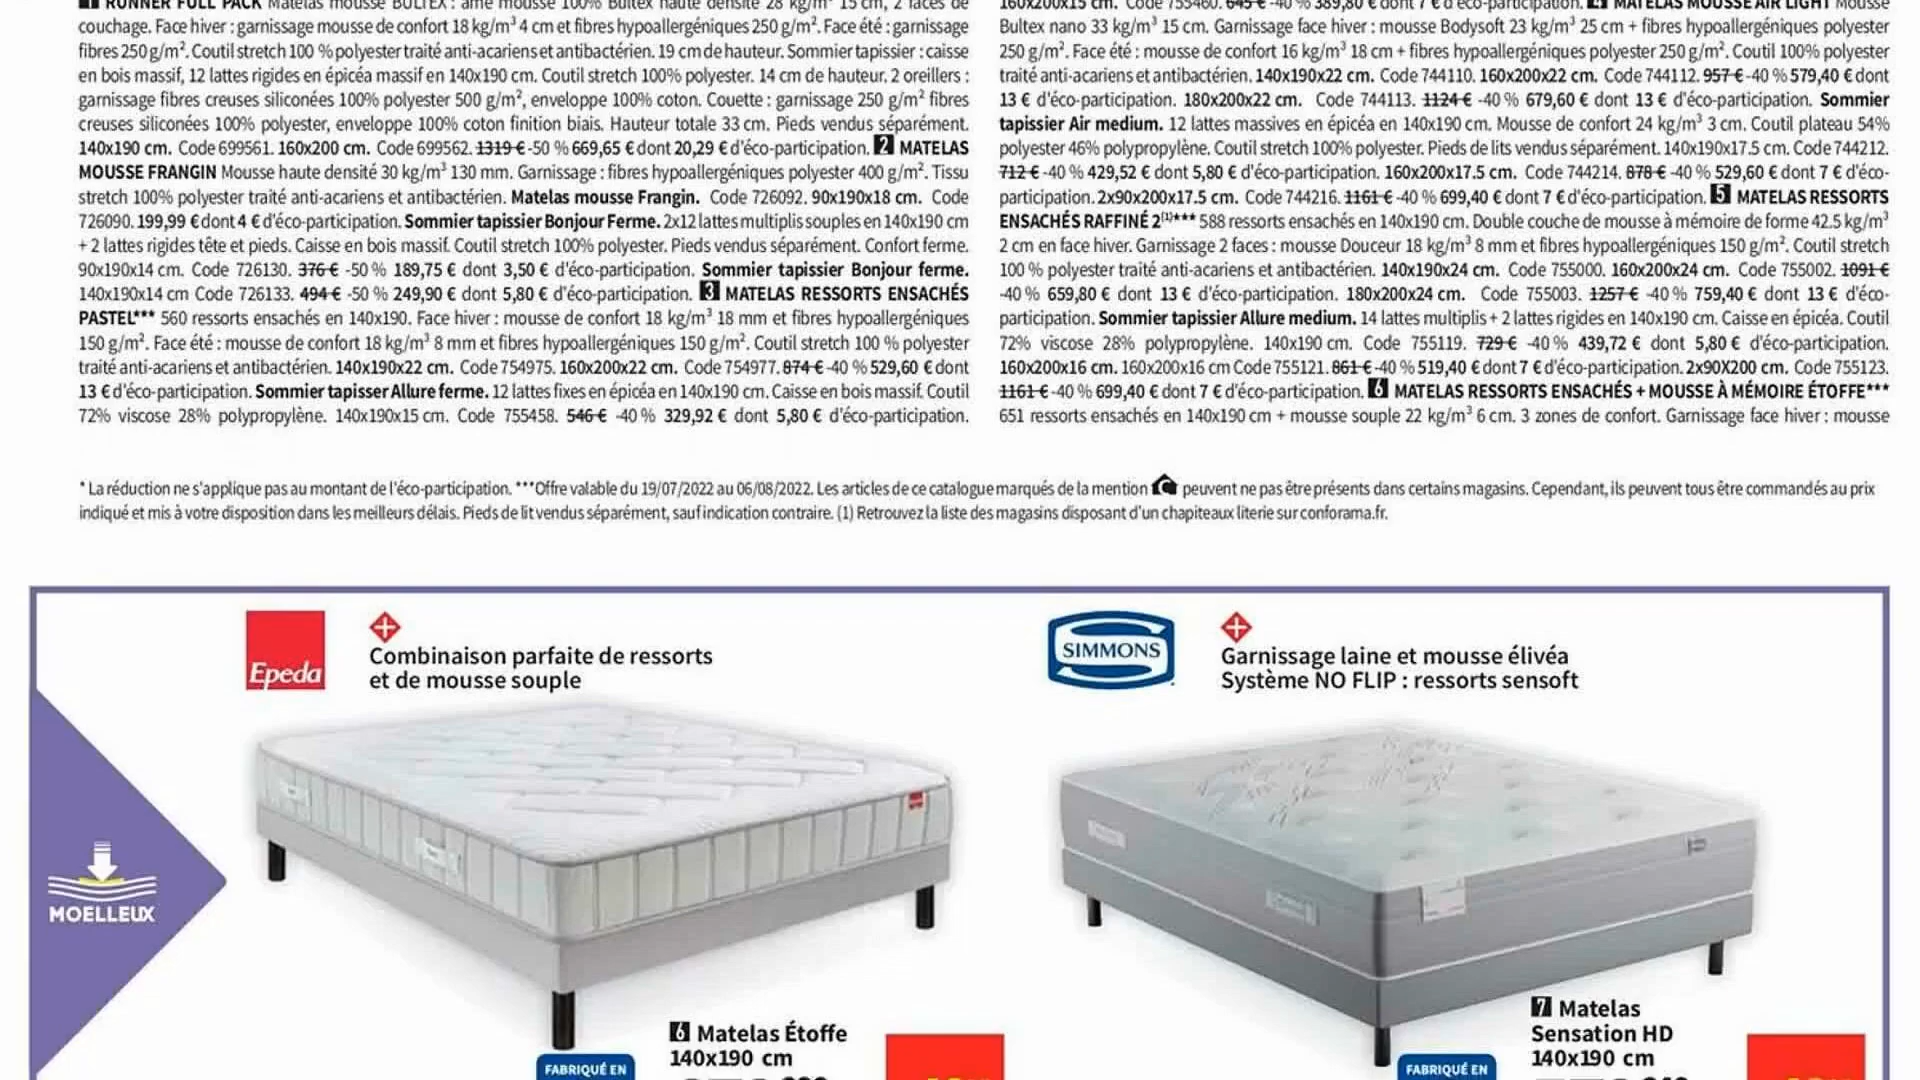 1 RUNNER FULL PACK Matelas mousse BULTEX : âme mousse 100% Bultex haute densité 28 kg/m³ 15 cm, 2 faces de
couchage. Face hiver : garnissage mousse de confort 18 kg/m³ 4 cm et fibres hypoallergéniques 250 g/m². Face été : garnissage
fibres 250 g/m². Coutil stretch 100 % polyester traité anti-acariens et antibactérien. 19 cm de hauteur. Sommier tapissier : caisse
en bois massif, 12 lattes rigides en épicéa massif en 140x190 cm. Coutil stretch 100% polyester. 14 cm de hauteur. 2 oreillers :
garnissage fibres creuses siliconées 100% polyester 500 g/m², enveloppe 100% coton. Couette : garnissage 250 g/m² fibres
creuses siliconées 100% polyester, enveloppe 100% coton finition biais. Hauteur totale 33 cm. Pieds vendus séparément.
140x190 cm. Code 699561. 160x200 cm. Code 699562. 1319 € -50 % 669,65 € dont 20,29 € d'éco-participation. 2 MATELAS
MOUSSE FRANGIN Mousse haute densité 30 kg/m³ 130 mm. Garnissage : fibres hypoallergéniques polyester 400 g/m². Tissu
stretch 100% polyester traité anti-acariens et antibactérien. Matelas mousse Frangin. Code 726092. 90x190x18 cm. Code
726090. 199,99 € dont 4 € d'éco-participation. Sommier tapissier Bonjour Ferme. 2x12 lattes multiplis souples en 140x190 cm
+ 2 lattes rigides tête et pieds. Caisse en bois massif. Coutil stretch 100% polyester. Pieds vendus séparément. Confort ferme.
90x190x14 cm. Code 726130. 376 € -50 % 189,75 € dont 3,50 € d'éco-participation. Sommier tapissier Bonjour ferme.
140x190x14 cm Code 726133. 494 € -50 % 249,90 € dont 5,80 € d'éco-participation. 3 MATELAS RESSORTS ENSACHÉS
PASTEL*** 560 ressorts ensachés en 140x190. Face hiver : mousse de confort 18 kg/m³ 18 mm et fibres hypoallergéniques
150 g/m². Face été : mousse de confort 18 kg/m³ 8 mm et fibres hypoallergéniques 150 g/m². Coutil stretch 100 % polyester
traité anti-acariens et antibactérien. 140x190x22 cm. Code 754975. 160x200x22 cm. Code 754977. 874 € -40 % 529,60 € dont
13 € d'éco-participation. Sommier tapisser Allure ferme. 12 lattes fixes en épicéa en 140x190 cm. Caisse en bois massif. Coutil
72% viscose 28% polypropylène. 140x190x15 cm. Code 755458. 546 € -40 % 329,92 € dont 5,80 € d'éco-participation.
160x200x15 cm. Code 755460. 645 € -40 % 389,80 € dont 7 € d'éco-participation. 4 MATELAS MOUSSE AIR LIGHT Mousse
Bultex nano 33 kg/m³ 15 cm. Garnissage face hiver : mousse Bodysoft 23 kg/m³ 25 cm + fibres hypoallergéniques polyester
250 g/m². Face été : mousse de confort 16 kg/m³ 18 cm + fibres hypoallergéniques polyester 250 g/m². Coutil 100% polyester
traité anti-acariens et antibactérien. 140x190x22 cm. Code 744110. 160x200x22 cm. Code 744112. 957 € -40 % 579,40 € dont
13 € d'éco-participation. 180x200x22 cm. Code 744113. 1124 € -40 % 679,60 € dont 13 € d'éco-participation. Sommier
tapissier Air medium. 12 lattes massives en épicéa en 140x190 cm. Mousse de confort 24 kg/m³ 3 cm. Coutil plateau 54%
polyester 46% polypropylène. Coutil stretch 100% polyester. Pieds de lits vendus séparément. 140x190x17.5 cm. Code 744212.
712 € -40 % 429,52 € dont 5,80 € d'éco-participation. 160x200x17.5 cm. Code 744214. 878 € -40 % 529,60 € dont 7 € d'éco-
participation. 2x90x200x17.5 cm. Code 744216. 1161 € -40 % 699,40 € dont 7 € d'éco-participation. 5 MATELAS RESSORTS
ENSACHÉS RAFFINÉ 2(1)*** 588 ressorts ensachés en 140x190 cm. Double couche de mousse à mémoire de forme 42.5 kg/m³
2 cm en face hiver. Garnissage 2 faces : mousse Douceur 18 kg/m³ 8 mm et fibres hypoallergéniques 150 g/m². Coutil stretch
100 % polyester traité anti-acariens et antibactérien. 140x190x24 cm. Code 755000. 160x200x24 cm. Code 755002. 1091 €
-40 % 659,80 € dont 13 € d'éco-participation. 180x200x24 cm. Code 755003. 1257 € -40 % 759,40 € dont 13 € d'éco-
participation. Sommier tapissier Allure medium. 14 lattes multiplis + 2 lattes rigides en 140x190 cm. Caisse en épicéa. Coutil
72% viscose 28% polypropylène. 140x190 cm. Code 755119. 729 € -40 % 439,72 € dont 5,80 € d'éco-participation.
160x200x16 cm. 160x200x16 cm Code 755121. 861 € -40 % 519,40 € dont 7 € d'éco-participation. 2x90X200 cm. Code 755123.
1161 € -40 % 699,40 € dont 7 € d'éco-participation. 6 MATELAS RESSORTS ENSACHÉS + MOUSSE À MÉMOIRE ÉTOFFE***
651 ressorts ensachés en 140x190 cm + mousse souple 22 kg/m³ 6 cm. 3 zones de confort. Garnissage face hiver : mousse
* La réduction ne s'applique pas au montant de l'éco-participation. ***Offre valable du 19/07/2022 au 06/08/2022. Les articles de ce catalogue marqués de la mention peuvent ne pas être présents dans certains magasins. Cependant, ils peuvent tous être commandés au prix
indiqué et mis à votre disposition dans les meilleurs délais. Pieds de lit vendus séparément, sauf indication contraire. (1) Retrouvez la liste des magasins disposant d'un chapiteaux literie sur conforama.fr.
Epeda
Combinaison parfaite de ressorts
et de mousse souple
SIMMONS
Garnissage laine et mousse élivéa
Système NO FLIP : ressorts sensoft
MOELLEUX
6 Matelas Étoffe
140x190 cm
FABRIQUÉ EN
7 Matelas
Sensation HD
140x190 cm
FABRIQUÉ EN